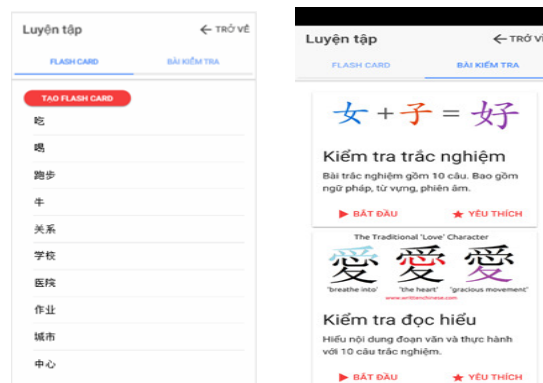 Luyện tập
← TRỞ VỀ
FLASH CARD
BÀI KIỂM TRA
TẠO FLASH CARD
吃
喝
跑步
牛
关系
学校
医院
作业
城市
中心
Luyện tập
← TRỞ VỀ
FLASH CARD
BÀI KIỂM TRA
女 + 子 = 好
Kiểm tra trắc nghiệm
Bài trắc nghiệm gồm 10 câu. Bao gồm
ngữ pháp, từ vựng, phiên âm.
BẮT ĐẦU
YÊU THÍCH
The Traditional 'Love' Character
愛 愛 愛
'breathe into' 'the heart' 'gracious movement'
www.writtenchinese.com
Kiểm tra đọc hiểu
Hiểu nội dung đoạn văn và thực hành
với 10 câu trắc nghiệm.
BẮT ĐẦU
YÊU THÍCH